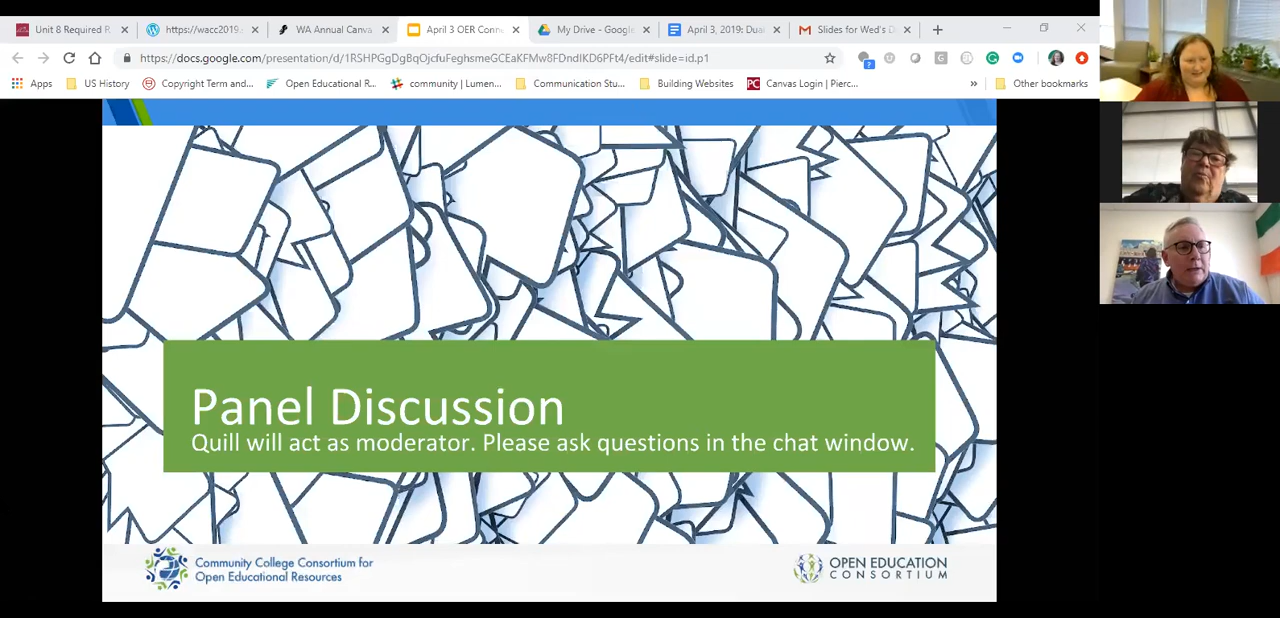 Unit 8 Required R
https://wacc2019:
WA Annual Canva
April 3 OER Conn
My Drive - Google
April 3, 2019: Dua
Slides for Wed's D
https://docs.google.com/presentation/d/1RSHPGgDgBqOjcfuFeghsmeGCEaKFMw8FDndIKD6PFt4/edit#slide=id.p1
Apps
US History
Copyright Term and...
Open Educational R...
community | Lumen...
Communication Stu...
Building Websites
Canvas Login | Pierc...
»
Other bookmarks
Panel Discussion
Quill will act as moderator. Please ask questions in the chat window.
Community College Consortium for
Open Educational Resources
OPEN EDUCATION
CONSORTIUM